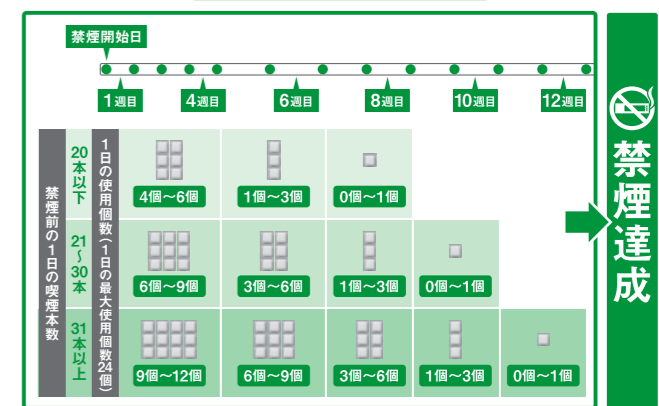 禁煙開始日
1週目 4週目 6週目 8週目 10週目 12週目
禁煙前の1日の喫煙本数
1日の使用個数(1日の最大使用個数24個)
20本以下
4個~6個 1個~3個 0個~1個
21~30本
6個~9個 3個~6個 1個~3個 0個~1個
31本以上
9個~12個 6個~9個 3個~6個 1個~3個 0個~1個
禁煙達成